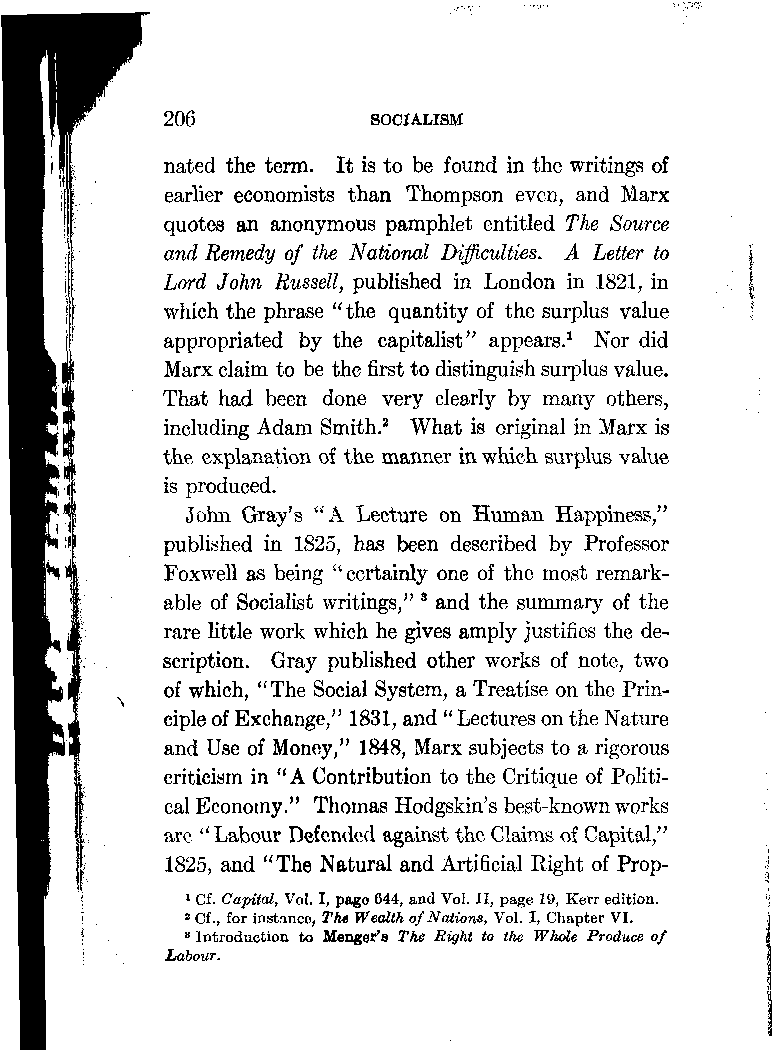 206 SOCIALISM
nated the term. It is to be found in the writings of
earlier economists than Thompson even, and Marx
quotes an anonymous pamphlet entitled The Source
and Remedy of the National Difficulties. A Letter to
Lord John Russell, published in London in 1821, in
which the phrase “the quantity of the surplus value
appropriated by the capitalist” appears.¹ Nor did
Marx claim to be the first to distinguish surplus value.
That had been done very clearly by many others,
including Adam Smith.² What is original in Marx is
the explanation of the manner in which surplus value
is produced.
John Gray’s “A Lecture on Human Happiness,”
published in 1825, has been described by Professor
Foxwell as being “certainly one of the most remark-
able of Socialist writings,” ³ and the summary of the
rare little work which he gives amply justifies the de-
scription. Gray published other works of note, two
of which, “The Social System, a Treatise on the Prin-
ciple of Exchange,” 1831, and “Lectures on the Nature
and Use of Money,” 1848, Marx subjects to a rigorous
criticism in “A Contribution to the Critique of Politi-
cal Economy.” Thomas Hodgskin’s best-known works
are “Labour Defended against the Claims of Capital,”
1825, and “The Natural and Artificial Right of Prop-
¹ Cf. Capital, Vol. I, page 644, and Vol. II, page 19, Kerr edition.
² Cf., for instance, The Wealth of Nations, Vol. I, Chapter VI.
³ Introduction to Menger’s The Right to the Whole Produce of
Labour.